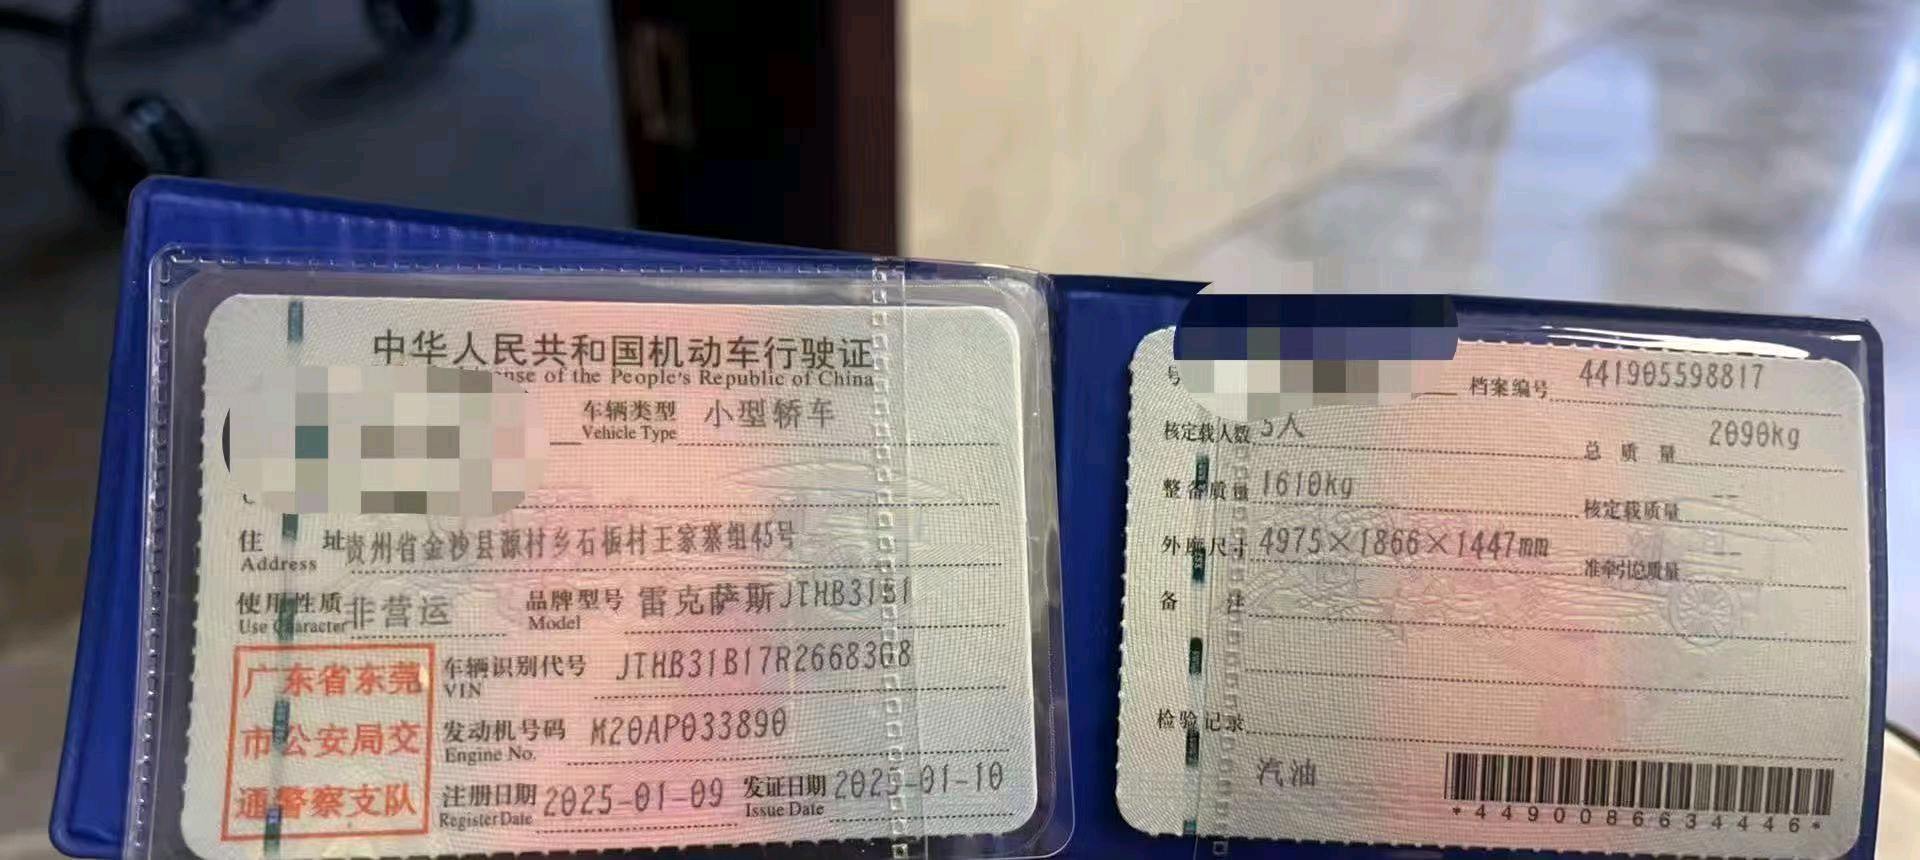 中华人民共和国机动车行驶证
of the People's Republic of China
车辆类型 小型轿车
Vehicle Type
住 址 贵州省金沙县源村乡石板村王家寨组45号
Address
使用性质 非营运 品牌型号 雷克萨斯JTHB31B1
Use Character Model
车辆识别代号 JTHB31B17R2668308
VIN
发动机号码 M20AP033890
Engine No.
注册日期 2025-01-09 发证日期 2025-01-10
Register Date Issue Date
广东省东莞
市公安局交
通警察支队
号 档案编号 441905598817
核定载人数 5人 总质量 2090kg
整备质量 1610kg 核定载质量 --
外廓尺寸 4975×1866×1447mm 准牵引总质量 --
备 注
检验记录
汽油
*4490086634446*